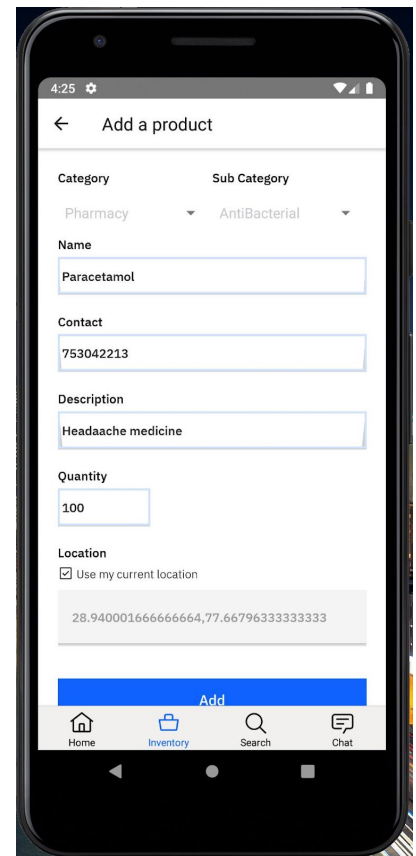 4:25
Add a product
Category Sub Category
Pharmacy AntiBacterial
Name
Paracetamol
Contact
753042213
Description
Headaache medicine
Quantity
100
Location
Use my current location
28.940001666666664,77.66796333333333
Add
Home Inventory Search Chat